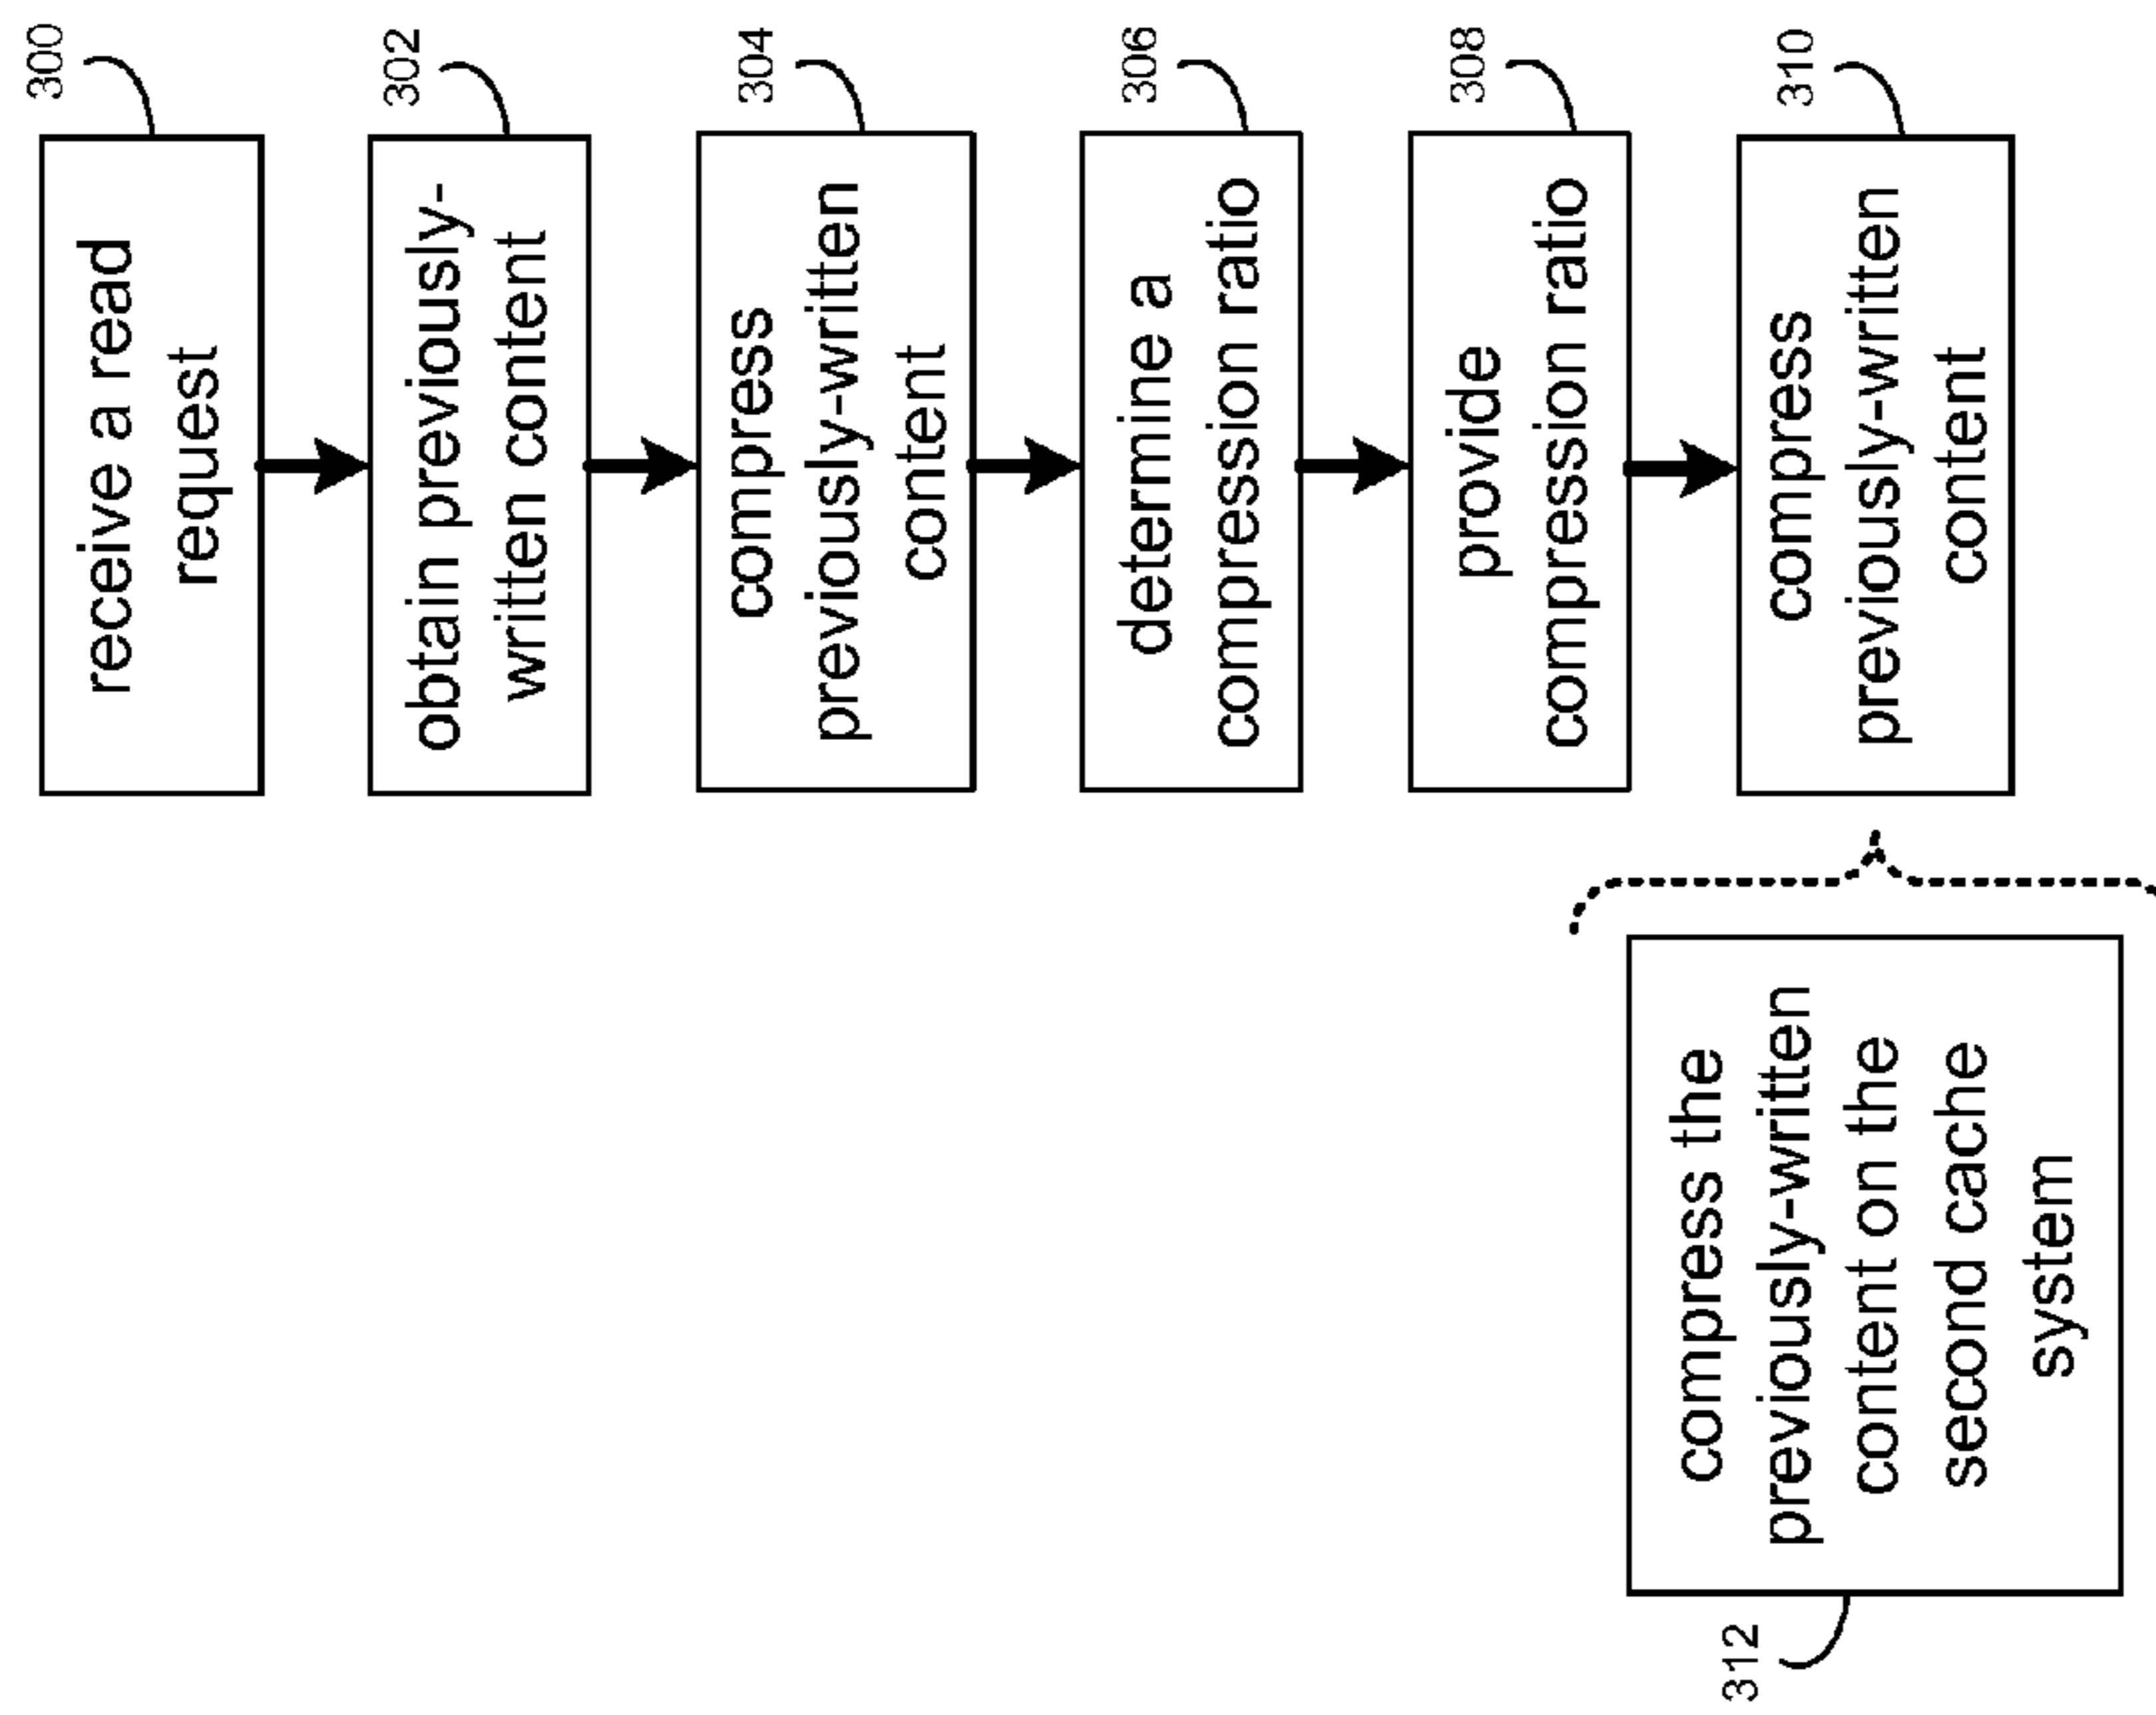 300
receive a read
request
302
obtain previously-
written content
304
compress
previously-written
content
306
determine a
compression ratio
308
provide
compression ratio
310
compress
previously-written
content
312
compress the
previously-written
content on the
second cache
system